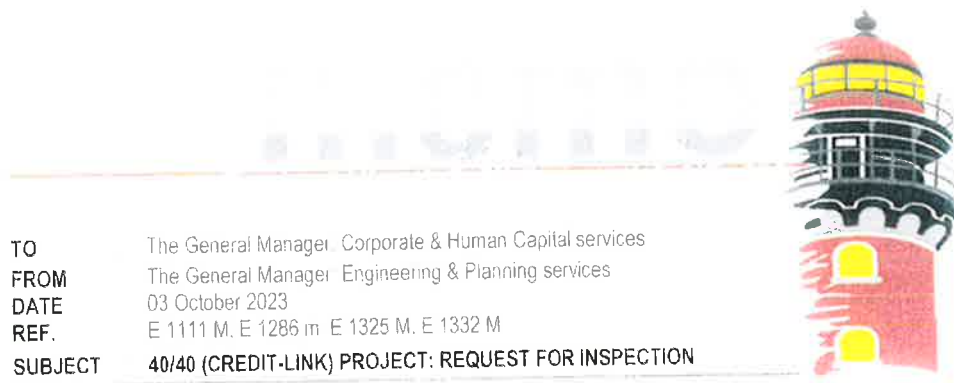 TO The General Manager Corporate & Human Capital services
FROM The General Manager Engineering & Planning services
DATE 03 October 2023
REF. E 1111 M, E 1286 m E 1325 M, E 1332 M
SUBJECT 40/40 (CREDIT-LINK) PROJECT: REQUEST FOR INSPECTION